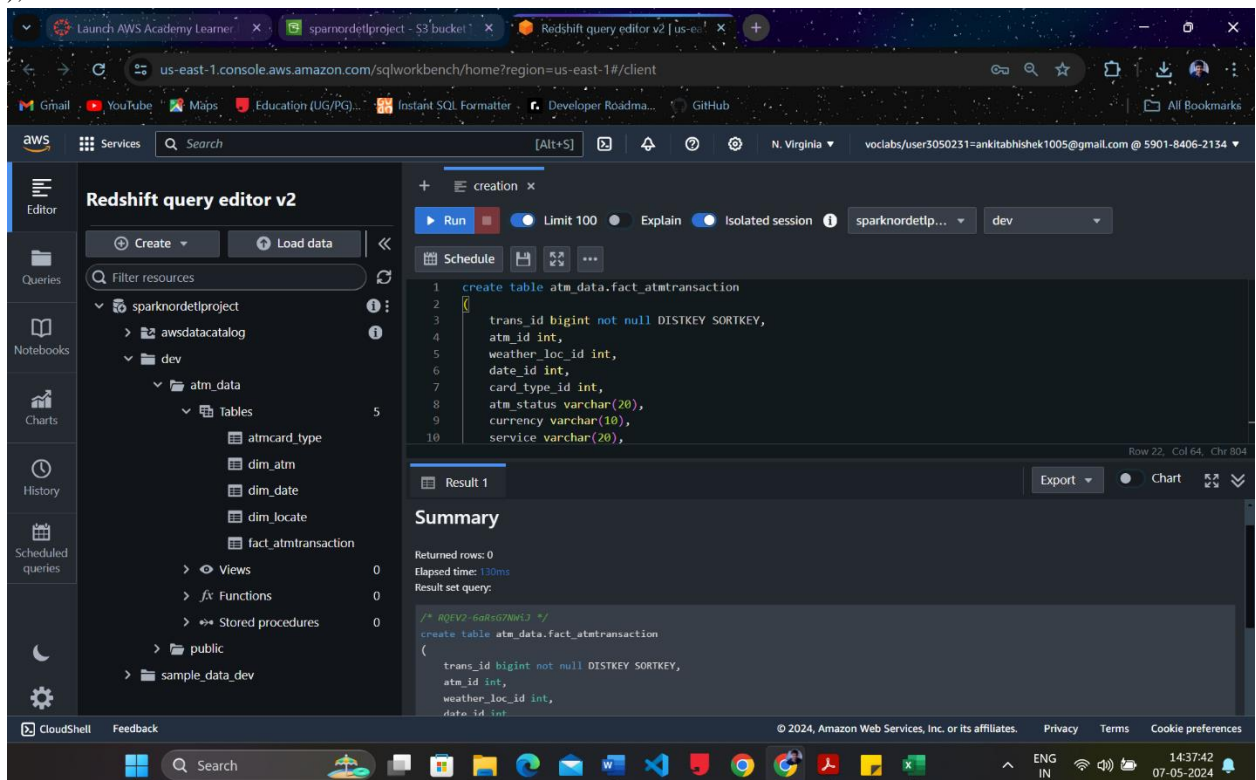 Launch AWS Academy Learner
sparnordetlproject - S3 bucket
Redshift query editor v2 | us-ea
us-east-1.console.aws.amazon.com/sqlworkbench/home?region=us-east-1#/client
Gmail YouTube Maps Education (UG/PG)... Instant SQL Formatter Developer Roadma... GitHub All Bookmarks
aws Services Search [Alt+S] N. Virginia voclabs/user3050231=ankitabhishek1005@gmail.com @ 5901-8406-2134
Editor
Queries
Notebooks
Charts
History
Scheduled
queries
Redshift query editor v2
Create Load data
Filter resources
sparknordetlproject
awsdatacatalog
dev
atm_data
Tables 5
atmcard_type
dim_atm
dim_date
dim_locate
fact_atmtransaction
Views 0
fx Functions 0
Stored procedures 0
public
sample_data_dev
creation
Run Limit 100 Explain Isolated session sparknordetlp... dev
Schedule
1 create table atm_data.fact_atmtransaction
2 (
3 trans_id bigint not null DISTKEY SORTKEY,
4 atm_id int,
5 weather_loc_id int,
6 date_id int,
7 card_type_id int,
8 atm_status varchar(20),
9 currency varchar(10),
10 service varchar(20),
Row 22, Col 64, Chr 804
Result 1 Export Chart
Summary
Returned rows: 0
Elapsed time: 130ms
Result set query:
/* RQEV2-6aRsG7NWiJ */
create table atm_data.fact_atmtransaction
(
trans_id bigint not null DISTKEY SORTKEY,
atm_id int,
weather_loc_id int,
date_id int
CloudShell Feedback © 2024, Amazon Web Services, Inc. or its affiliates. Privacy Terms Cookie preferences
Search
ENG
IN
14:37:42
07-05-2024